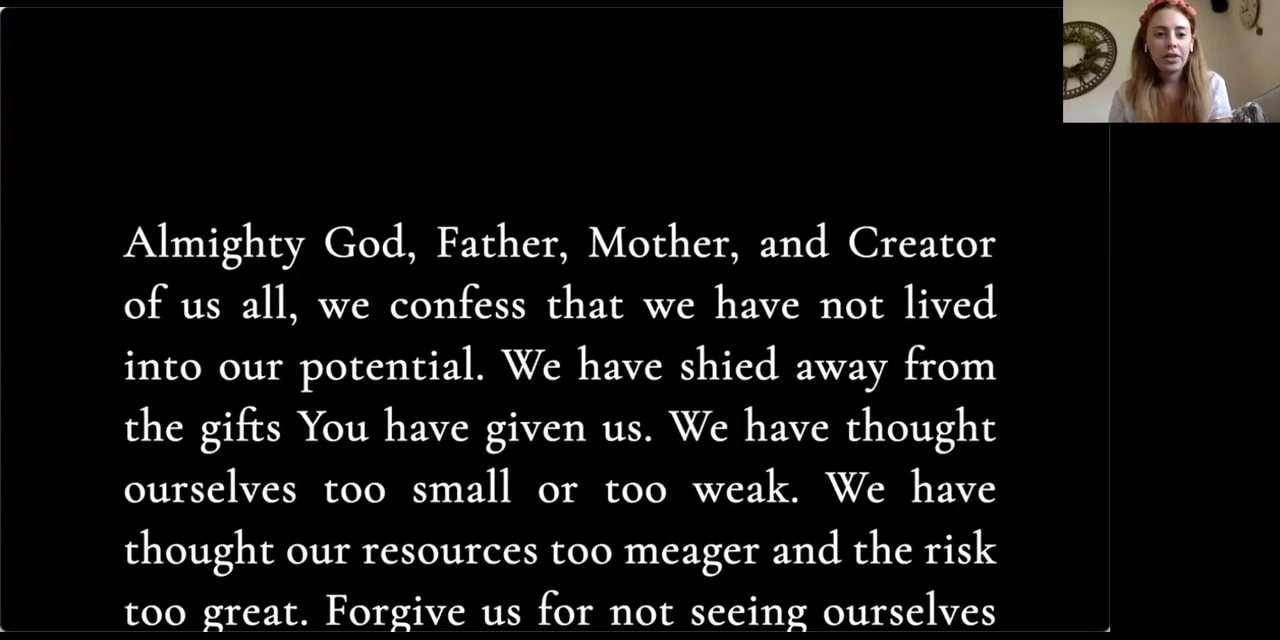 Almighty God, Father, Mother, and Creator
of us all, we confess that we have not lived
into our potential. We have shied away from
the gifts You have given us. We have thought
ourselves too small or too weak. We have
thought our resources too meager and the risk
too great. Forgive us for not seeing ourselves